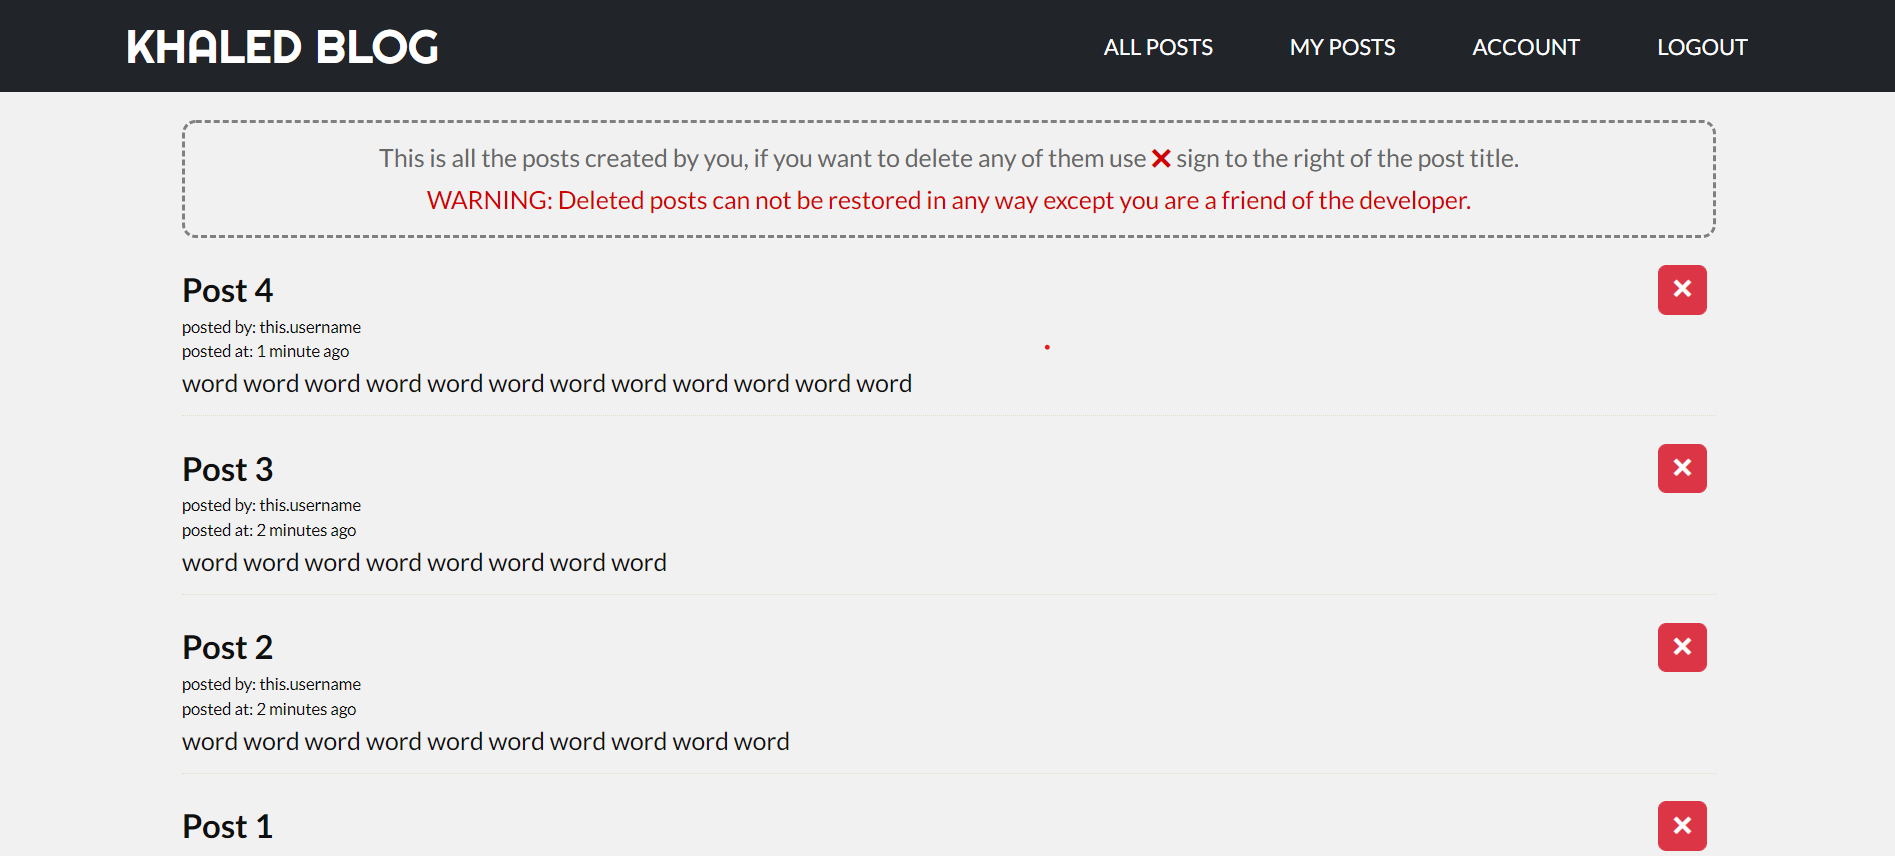 KHALED BLOG
ALL POSTS MY POSTS ACCOUNT LOGOUT
This is all the posts created by you, if you want to delete any of them use ❌ sign to the right of the post title.
WARNING: Deleted posts can not be restored in any way except you are a friend of the developer.
Post 4
posted by: this.username
posted at: 1 minute ago
word word word word word word word word word word word word
Post 3
posted by: this.username
posted at: 2 minutes ago
word word word word word word word word
Post 2
posted by: this.username
posted at: 2 minutes ago
word word word word word word word word word word
Post 1